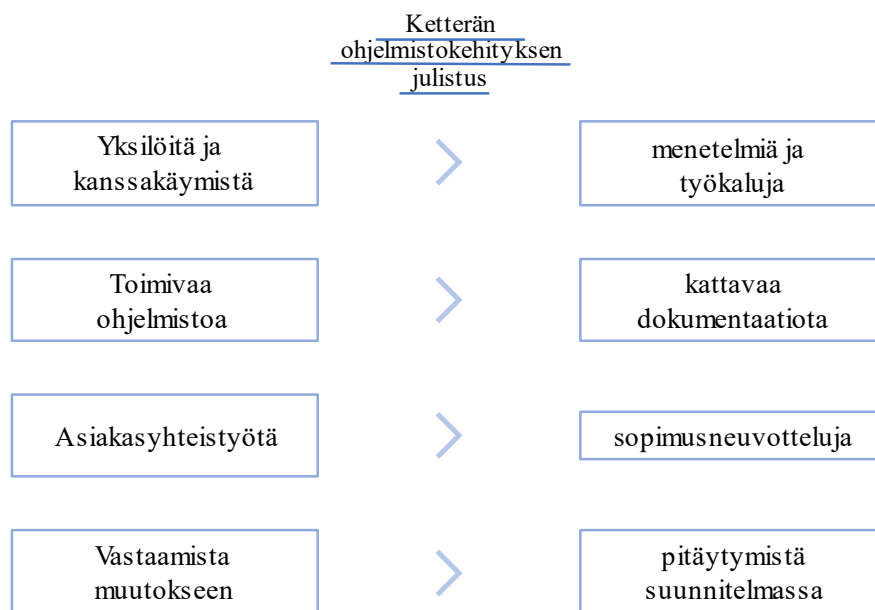 Ketterän
ohjelmistokehityksen
julistus
Yksilöitä ja
kanssakäymistä
menetelmiä ja
työkaluja
Toimivaa
ohjelmistoa
kattavaa
dokumentaatiota
Asiakasyhteistyötä
sopimusneuvotteluja
Vastaamista
muutokseen
pitäytymistä
suunnitelmassa